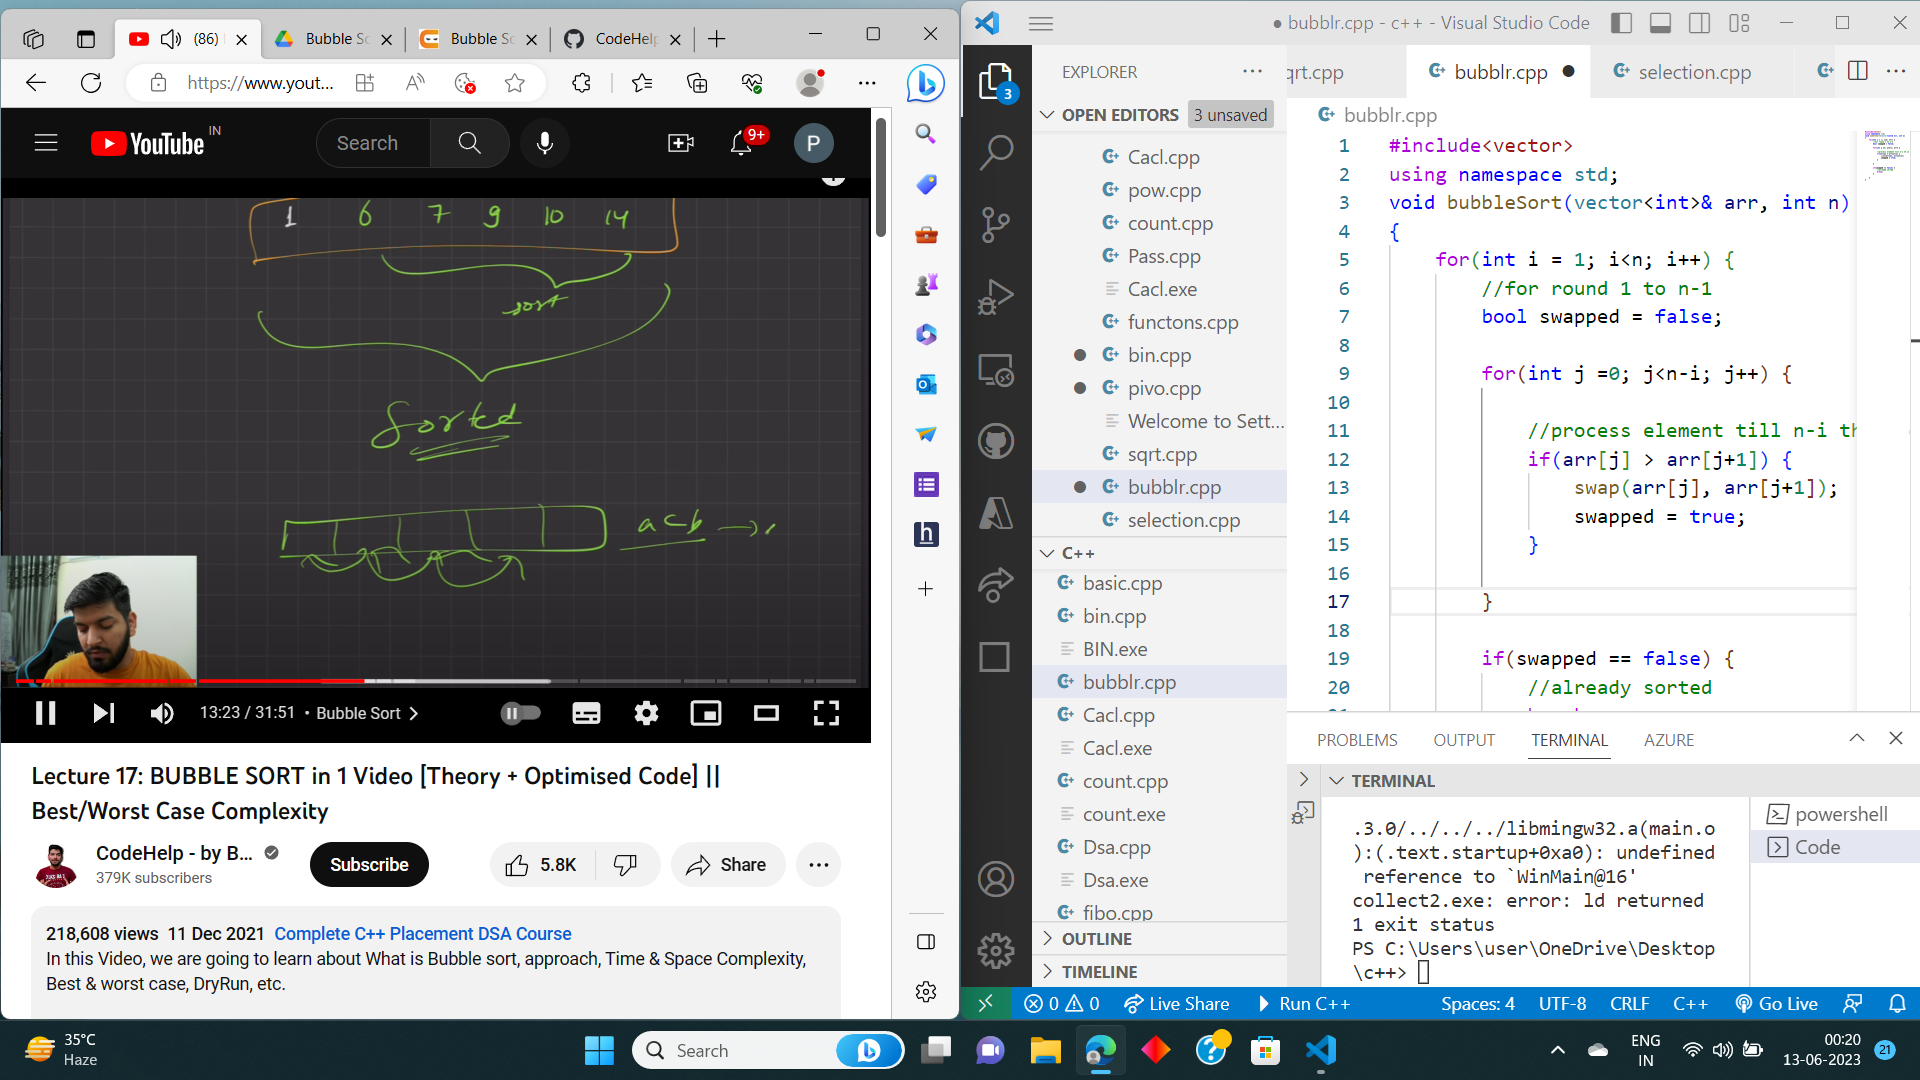 (86)
Bubble So
Bubble So
CodeHelp
https://www.yout...
YouTube IN
Search
9+
P
1 6 7 9 10 14
sort
Sorted
a<b
13:23 / 31:51 • Bubble Sort
Lecture 17: BUBBLE SORT in 1 Video [Theory + Optimised Code] ||
Best/Worst Case Complexity
CodeHelp - by B...
379K subscribers
Subscribe
5.8K
Share
218,608 views 11 Dec 2021 Complete C++ Placement DSA Course
In this Video, we are going to learn about What is Bubble sort, approach, Time & Space Complexity,
Best & worst case, DryRun, etc.
● bubblr.cpp - c++ - Visual Studio Code
3
EXPLORER
OPEN EDITORS 3 unsaved
Cacl.cpp
pow.cpp
count.cpp
Pass.cpp
Cacl.exe
functons.cpp
bin.cpp
pivo.cpp
Welcome to Sett...
sqrt.cpp
bubblr.cpp
selection.cpp
C++
basic.cpp
bin.cpp
BIN.exe
bubblr.cpp
Cacl.cpp
Cacl.exe
count.cpp
count.exe
Dsa.cpp
Dsa.exe
fibo.cpp
OUTLINE
TIMELINE
qrt.cpp
bubblr.cpp
selection.cpp
bubblr.cpp
1 #include<vector>
2 using namespace std;
3 void bubbleSort(vector<int>& arr, int n)
4 {
5 for(int i = 1; i<n; i++) {
6 //for round 1 to n-1
7 bool swapped = false;
8
9 for(int j =0; j<n-i; j++) {
10
11 //process element till n-i th
12 if(arr[j] > arr[j+1]) {
13 swap(arr[j], arr[j+1]);
14 swapped = true;
15 }
16
17 }
18
19 if(swapped == false) {
20 //already sorted
PROBLEMS OUTPUT TERMINAL AZURE
TERMINAL
.3.0/../../../libmingw32.a(main.o
):(.text.startup+0xa0): undefined
reference to `WinMain@16'
collect2.exe: error: ld returned
1 exit status
PS C:\Users\user\OneDrive\Desktop
\c++>
powershell
Code
0 0 Live Share Run C++ Spaces: 4 UTF-8 CRLF C++ Go Live
35°C
Haze
Search
ENG
IN
00:20
13-06-2023
21